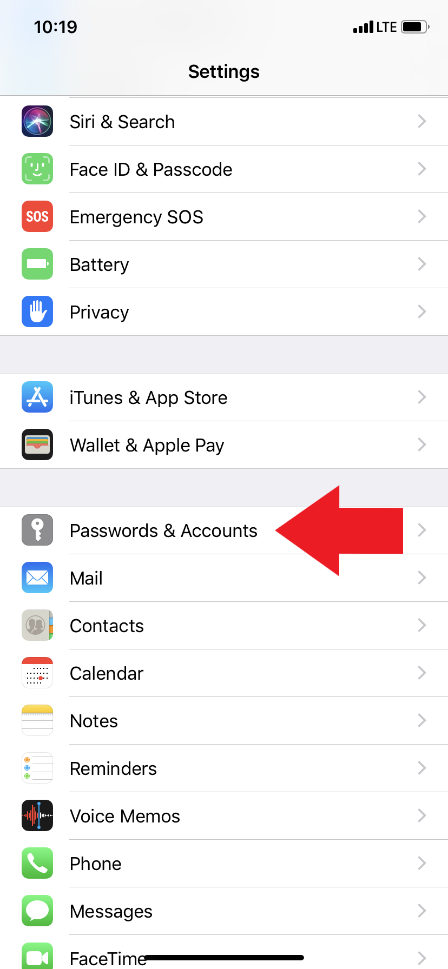 10:19 LTE
Settings
Siri & Search
Face ID & Passcode
SOS Emergency SOS
Battery
Privacy
iTunes & App Store
Wallet & Apple Pay
Passwords & Accounts
Mail
Contacts
Calendar
Notes
Reminders
Voice Memos
Phone
Messages
FaceTime